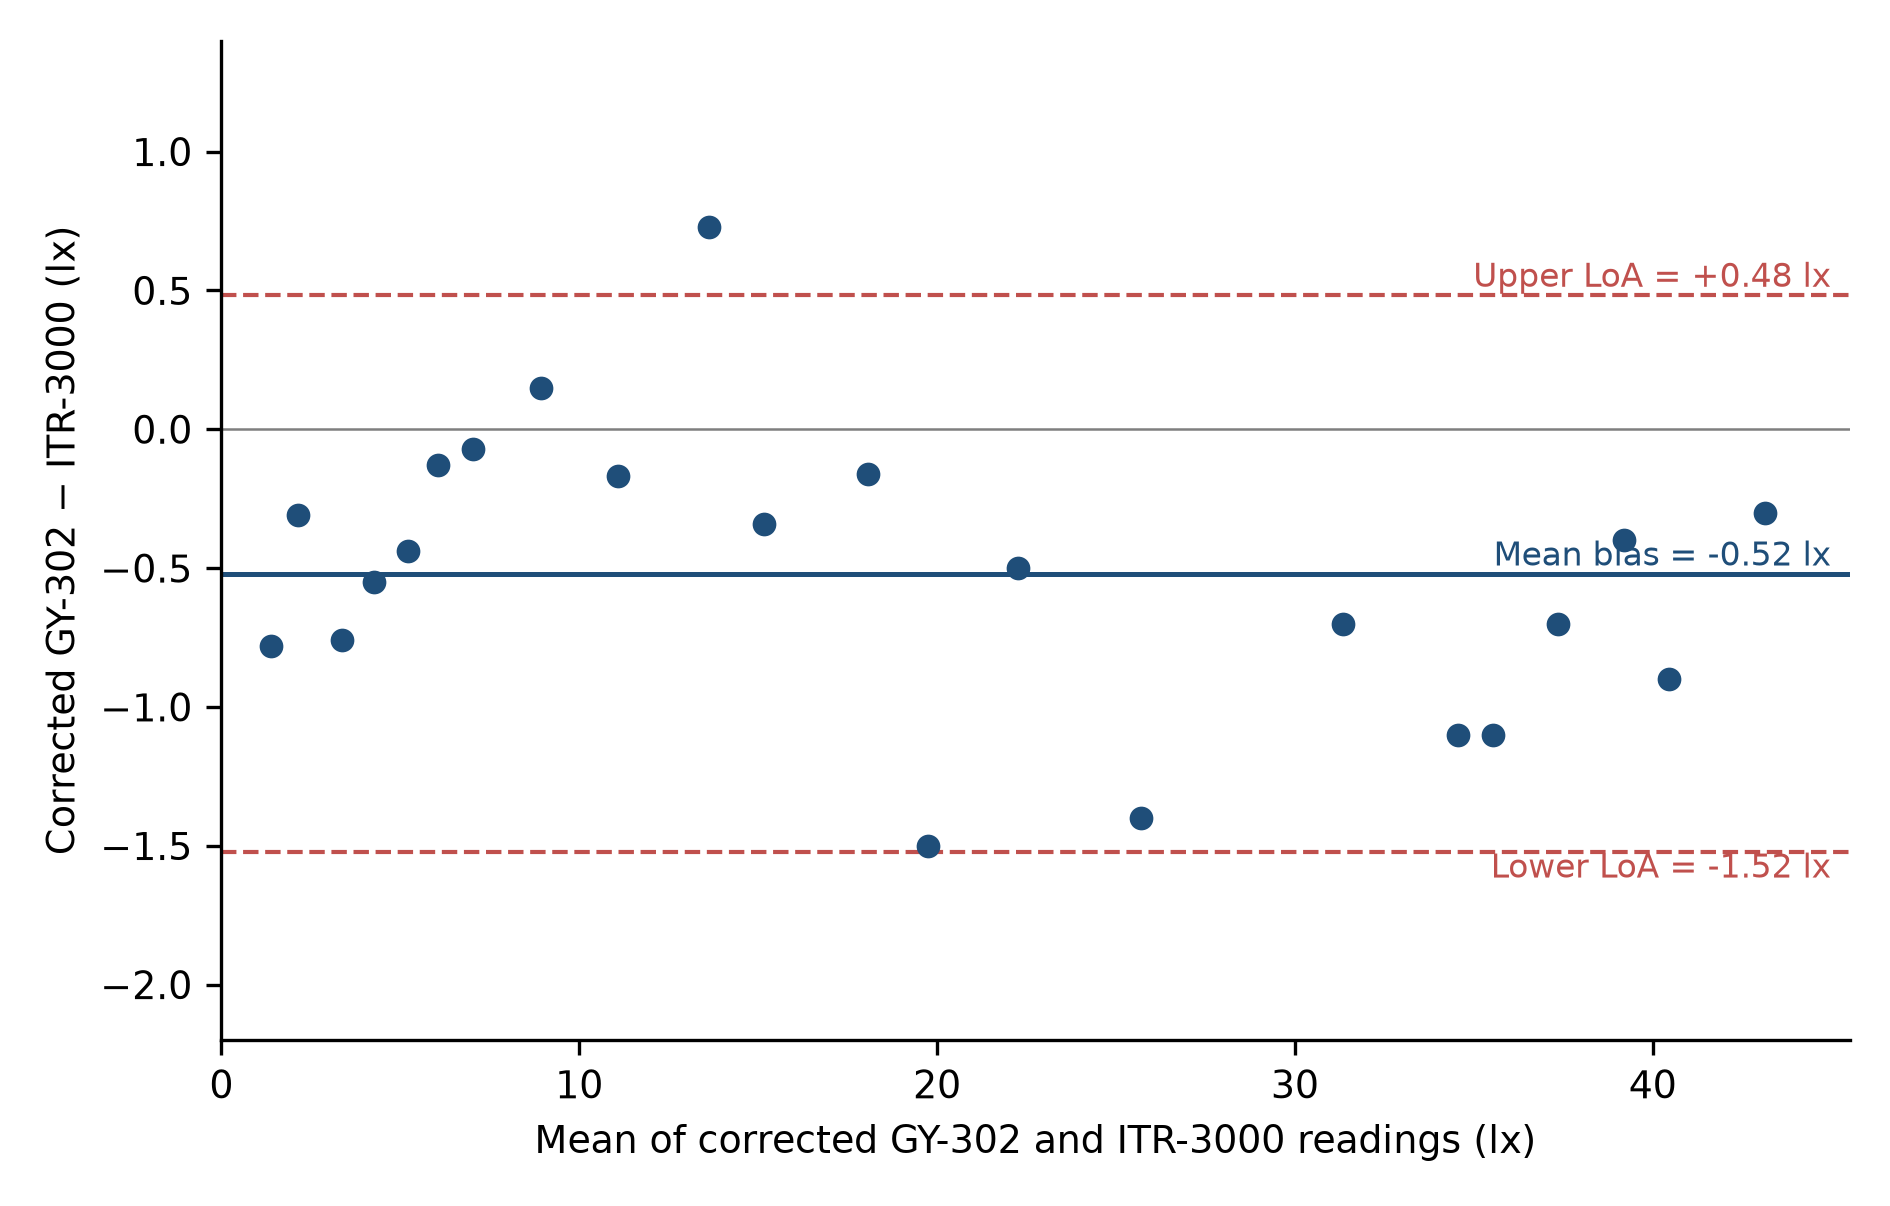 1.0
0.5
0.0
−0.5
−1.0
−1.5
−2.0
Corrected GY-302 − ITR-3000 (lx)
Upper LoA = +0.48 lx
Mean bias = -0.52 lx
Lower LoA = -1.52 lx
0 10 20 30 40
Mean of corrected GY-302 and ITR-3000 readings (lx)